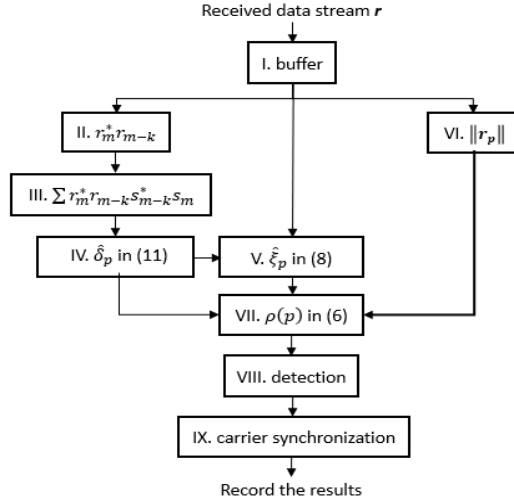 Received data stream r
I. buffer
II. r*ₘrₘ₋ₖ
VI. ‖rₚ‖
III. ∑ r*ₘrₘ₋ₖs*ₘ₋ₖsₘ
IV. δ̂ₚ in (11)
V. ξ̂ₚ in (8)
VII. ρ(p) in (6)
VIII. detection
IX. carrier synchronization
Record the results